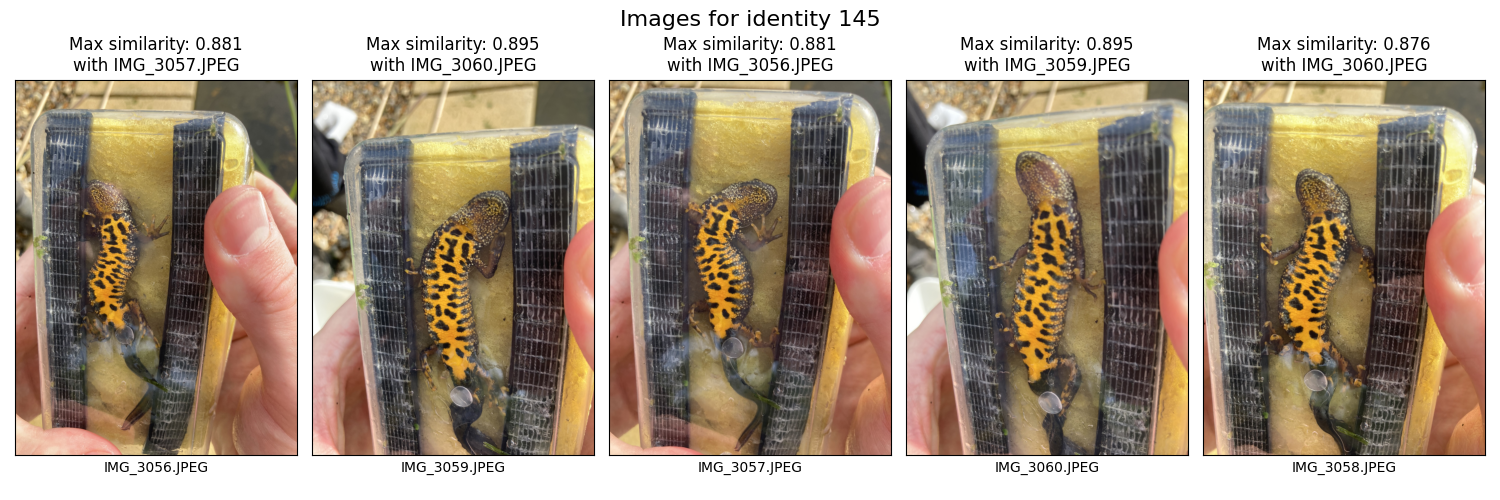 Images for identity 145
Max similarity: 0.881
with IMG_3057.JPEG
Max similarity: 0.895
with IMG_3060.JPEG
Max similarity: 0.881
with IMG_3056.JPEG
Max similarity: 0.895
with IMG_3059.JPEG
Max similarity: 0.876
with IMG_3060.JPEG
IMG_3056.JPEG
IMG_3059.JPEG
IMG_3057.JPEG
IMG_3060.JPEG
IMG_3058.JPEG